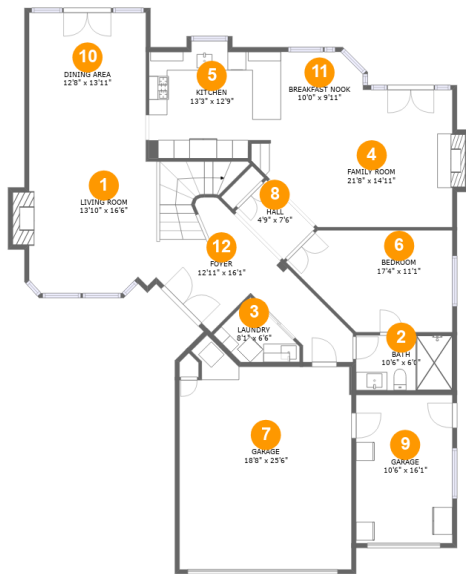 10
DINING AREA
12'8" x 13'11"
5
KITCHEN
13'3" x 12'9"
11
BREAKFAST NOOK
10'0" x 9'11"
4
FAMILY ROOM
21'8" x 14'11"
1
LIVING ROOM
13'10" x 16'6"
8
HALL
4'9" x 7'6"
12
FOYER
12'11" x 16'1"
6
BEDROOM
17'4" x 11'1"
3
LAUNDRY
8'1" x 6'6"
2
BATH
10'6" x 6'0"
7
GARAGE
18'8" x 25'6"
9
GARAGE
10'6" x 16'1"